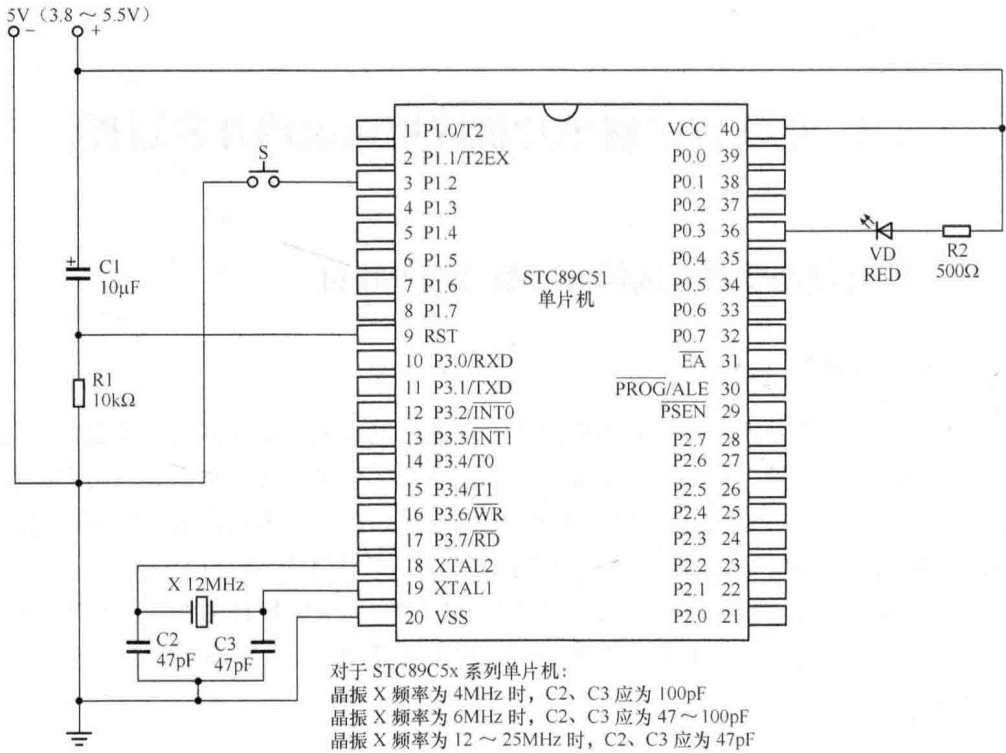 5V（3.8～5.5V）
− +
S
C1
10μF
R1
10kΩ
X 12MHz
C2
47pF
C3
47pF
1 P1.0/T2
2 P1.1/T2EX
3 P1.2
4 P1.3
5 P1.4
6 P1.5
7 P1.6
8 P1.7
9 RST
10 P3.0/RXD
11 P3.1/TXD
12 P3.2/INT0
13 P3.3/INT1
14 P3.4/T0
15 P3.4/T1
16 P3.6/WR
17 P3.7/RD
18 XTAL2
19 XTAL1
20 VSS
STC89C51
单片机
VCC 40
P0.0 39
P0.1 38
P0.2 37
P0.3 36
P0.4 35
P0.5 34
P0.6 33
P0.7 32
EA 31
PROG/ALE 30
PSEN 29
P2.7 28
P2.6 27
P2.5 26
P2.4 25
P2.3 24
P2.2 23
P2.1 22
P2.0 21
VD
RED
R2
500Ω
+
对于 STC89C5x 系列单片机：
晶振 X 频率为 4MHz 时，C2、C3 应为 100pF
晶振 X 频率为 6MHz 时，C2、C3 应为 47～100pF
晶振 X 频率为 12～25MHz 时，C2、C3 应为 47pF